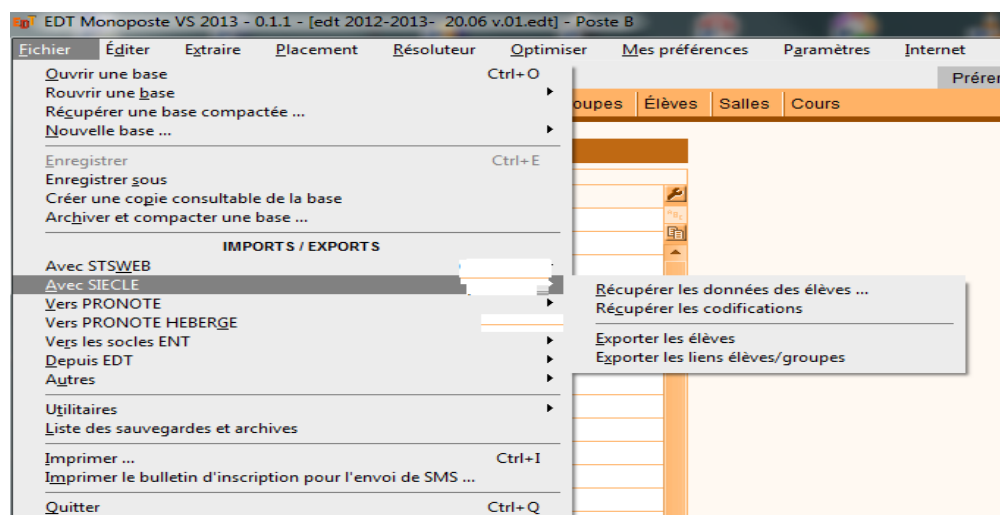 EDT Monoposte VS 2013 - 0.1.1 - [edt 2012-2013- 20.06 v.01.edt] - Poste B
Fichier Éditer Extraire Placement Résoluteur Optimiser Mes préférences Paramètres Internet
Ouvrir une base Ctrl+O
Rouvrir une base
Récupérer une base compactée ...
Nouvelle base ...
Enregistrer Ctrl+E
Enregistrer sous
Créer une copie consultable de la base
Archiver et compacter une base ...
IMPORTS / EXPORTS
Avec STSWEB
Avec SIECLE
Vers PRONOTE
Vers PRONOTE HEBERGE
Vers les socles ENT
Depuis EDT
Autres
Utilitaires
Liste des sauvegardes et archives
Imprimer ... Ctrl+I
Imprimer le bulletin d'inscription pour l'envoi de SMS ...
Quitter Ctrl+Q
Prérer
oupes Élèves Salles Cours
Récupérer les données des élèves ...
Récupérer les codifications
Exporter les élèves
Exporter les liens élèves/groupes